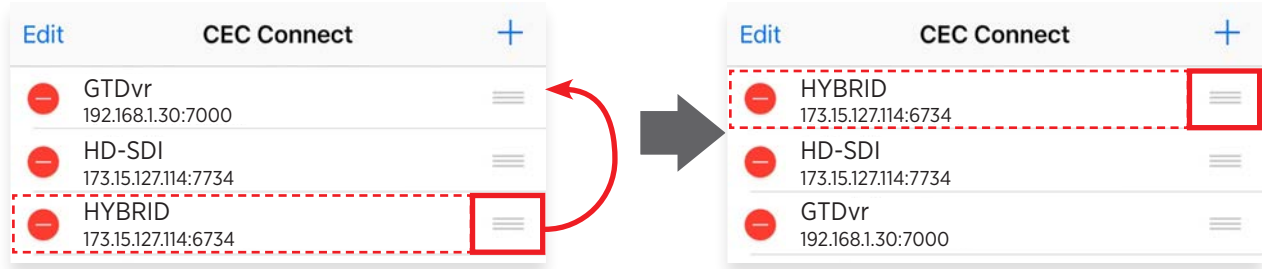 Edit CEC Connect +
GTDvr
192.168.1.30:7000
HD-SDI
173.15.127.114:7734
HYBRID
173.15.127.114:6734
Edit CEC Connect +
HYBRID
173.15.127.114:6734
HD-SDI
173.15.127.114:7734
GTDvr
192.168.1.30:7000